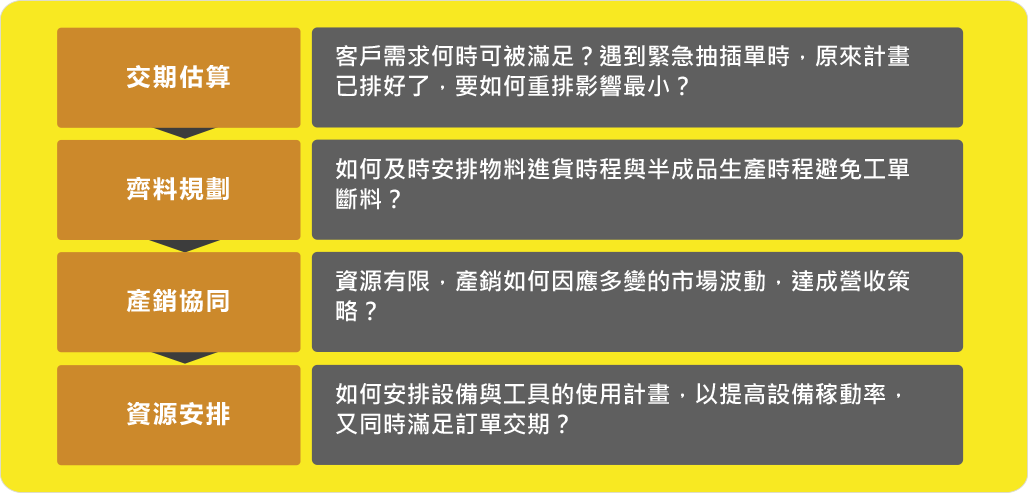 交期估算
客戶需求何時可被滿足？遇到緊急抽插單時，原來計畫
已排好了，要如何重排影響最小？
齊料規劃
如何及時安排物料進貨時程與半成品生產時程避免工單
斷料？
產銷協同
資源有限，產銷如何因應多變的市場波動，達成營收策
略？
資源安排
如何安排設備與工具的使用計畫，以提高設備稼動率，
又同時滿足訂單交期？